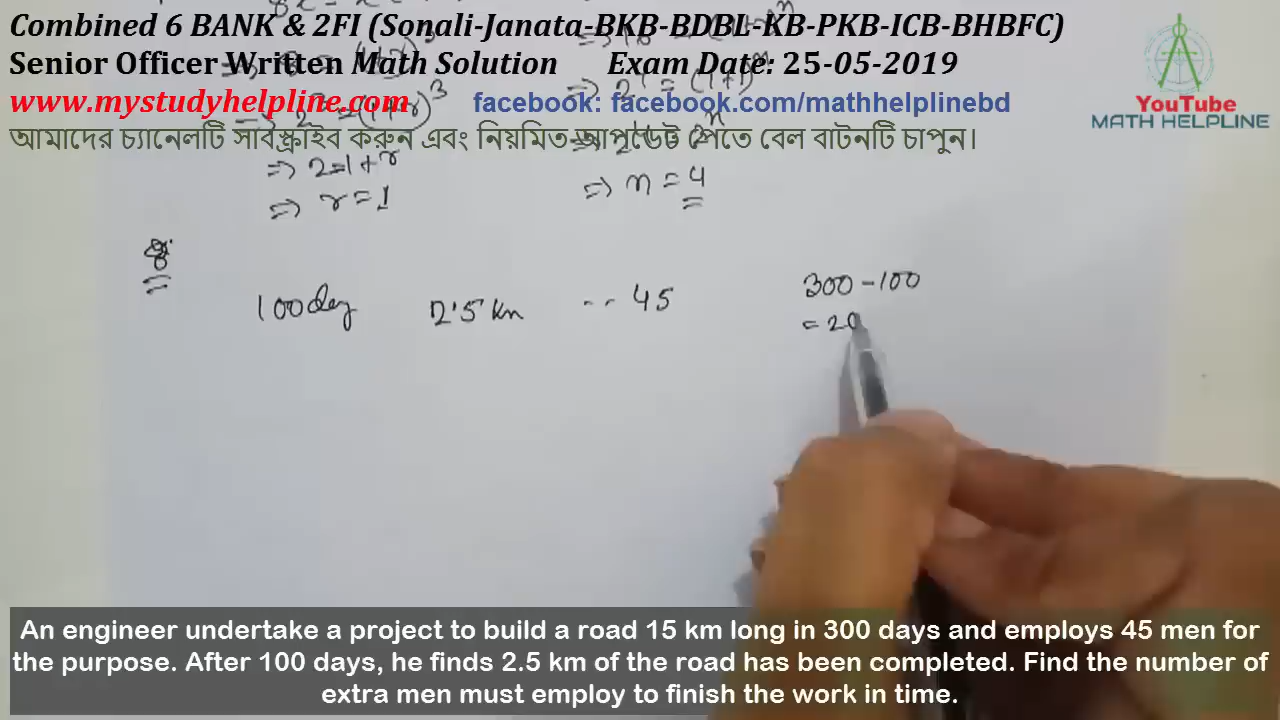 Combined 6 BANK & 2FI (Sonali-Janata-BKB-BDBL-KB-PKB-ICB-BHBFC)
Senior Officer Written Math Solution Exam Date: 25-05-2019
www.mystudyhelpline.com facebook: facebook.com/mathhelplinebd
YouTube
MATH HELPLINE
আমাদের চ্যানেলটি সাবস্ক্রাইব করুন এবং নিয়মিত আপডেট পেতে বেল বাটনটি চাপুন।
=> 2=1+r
=> r=1
=> n=4
100 day 2.5 km -- 45
300-100
= 20
An engineer undertake a project to build a road 15 km long in 300 days and employs 45 men for
the purpose. After 100 days, he finds 2.5 km of the road has been completed. Find the number of
extra men must employ to finish the work in time.